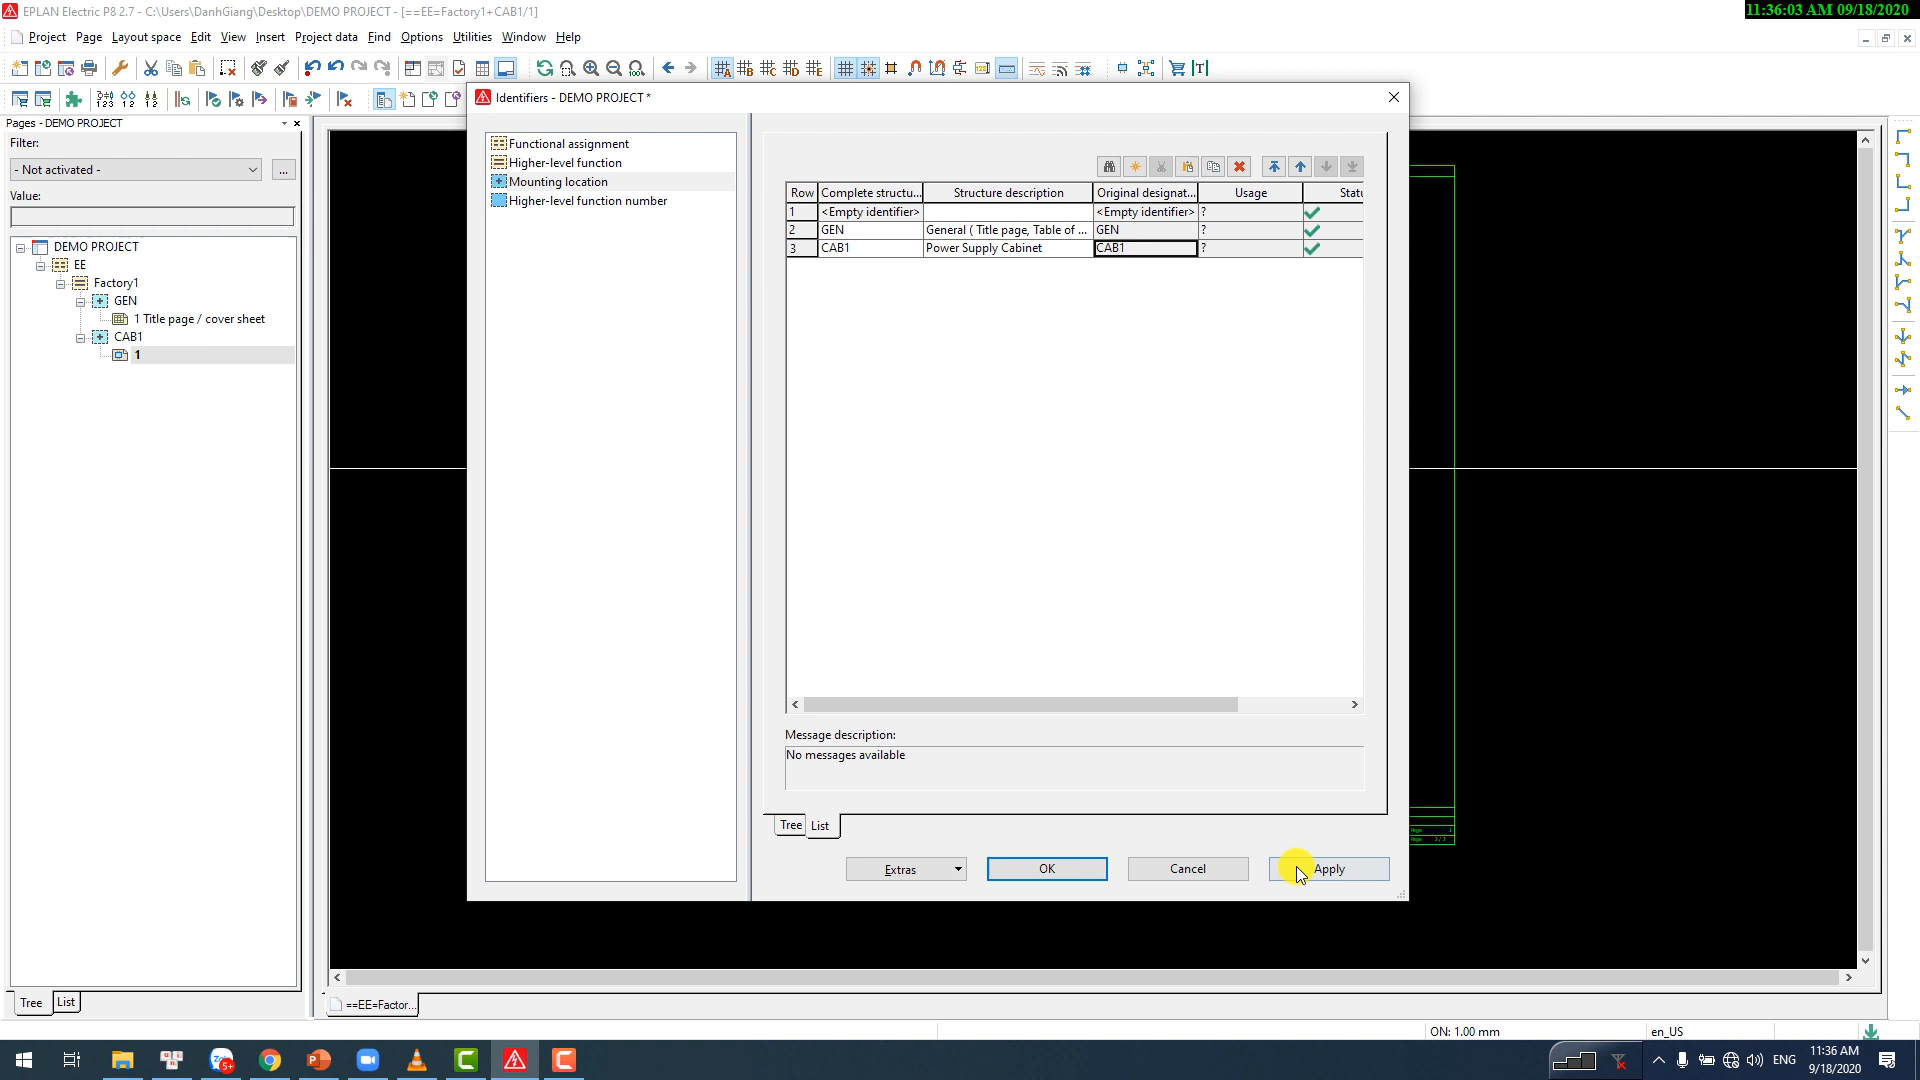 EPLAN Electric P8 2.7 - C:\Users\DanhGiang\Desktop\DEMO PROJECT - [==EE=Factory1+CAB1/1]
11:36:03 AM 09/18/2020
Project Page Layout space Edit View Insert Project data Find Options Utilities Window Help
Pages - DEMO PROJECT
Filter:
- Not activated -
...
Value:
DEMO PROJECT
EE
Factory1
GEN
1 Title page / cover sheet
CAB1
1
Tree List
Identifiers - DEMO PROJECT *
Functional assignment
Higher-level function
Mounting location
Higher-level function number
Row Complete structu... Structure description Original designat... Usage Statu
1 <Empty identifier> <Empty identifier> ?
2 GEN General ( Title page, Table of ... GEN ?
3 CAB1 Power Supply Cabinet CAB1 ?
Message description:
No messages available
Tree List
Extras OK Cancel Apply
Page 1
Page 2/2
==EE=Factor...
ON: 1.00 mm en_US
ENG 11:36 AM
9/18/2020